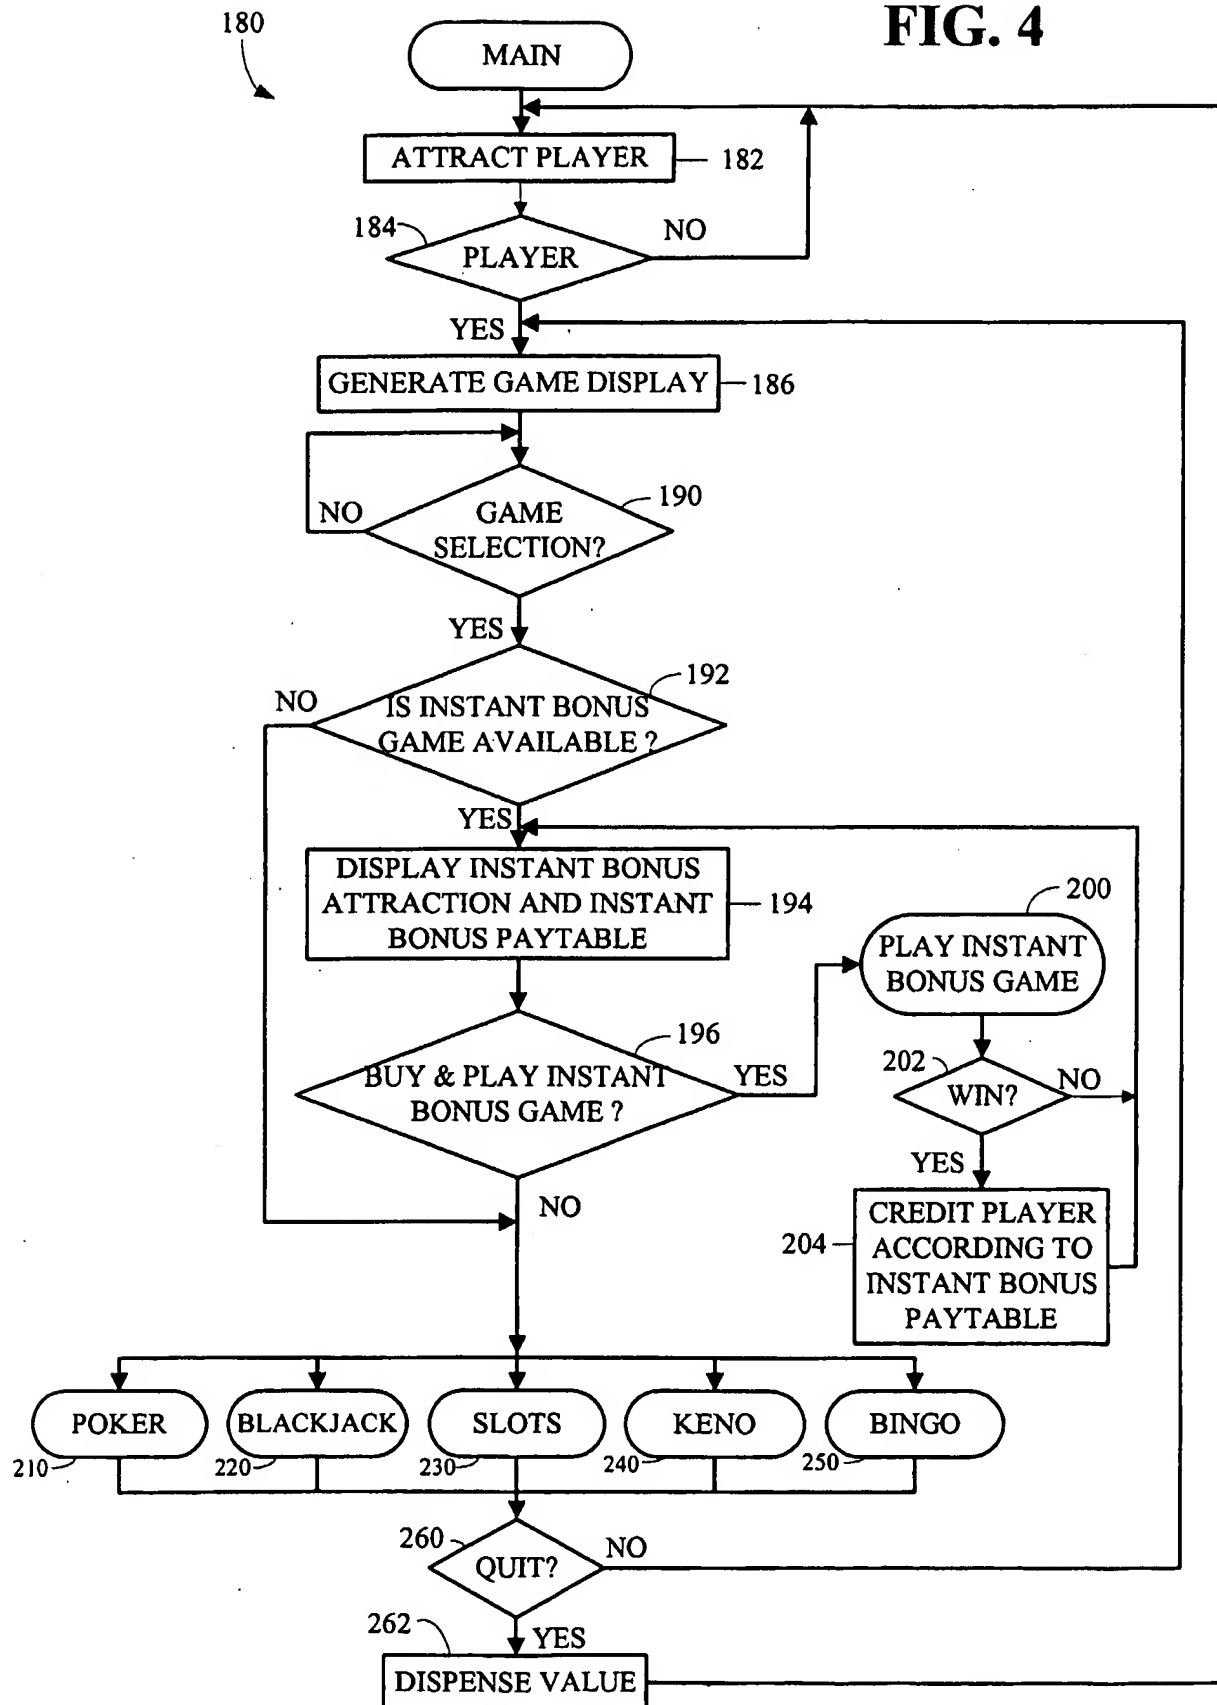 FIG. 4
180
MAIN
ATTRACT PLAYER
182
184
PLAYER
NO
YES
GENERATE GAME DISPLAY
186
190
NO
GAME
SELECTION?
YES
192
NO
IS INSTANT BONUS
GAME AVAILABLE ?
YES
DISPLAY INSTANT BONUS
ATTRACTION AND INSTANT
BONUS PAYTABLE
194
200
PLAY INSTANT
BONUS GAME
196
BUY & PLAY INSTANT
BONUS GAME ?
YES
202
WIN?
NO
YES
NO
204
CREDIT PLAYER
ACCORDING TO
INSTANT BONUS
PAYTABLE
POKER
BLACKJACK
SLOTS
KENO
BINGO
210
220
230
240
250
260
QUIT?
NO
YES
262
DISPENSE VALUE